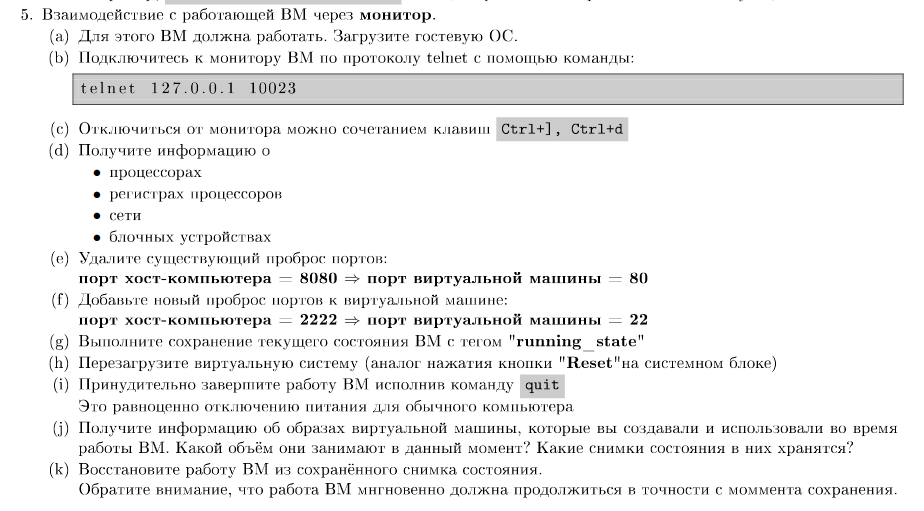 5. Взаимодействие с работающей ВМ через монитор.
(a) Для этого ВМ должна работать. Загрузите гостевую ОС.
(b) Подключитесь к монитору ВМ по протоколу telnet с помощью команды:
telnet 127.0.0.1 10023
(c) Отключиться от монитора можно сочетанием клавиш Ctrl+], Ctrl+d
(d) Получите информацию о
• процессорах
• регистрах процессоров
• сети
• блочных устройствах
(e) Удалите существующий проброс портов:
порт хост-компьютера = 8080 ⇒ порт виртуальной машины = 80
(f) Добавьте новый проброс портов к виртуальной машине:
порт хост-компьютера = 2222 ⇒ порт виртуальной машины = 22
(g) Выполните сохранение текущего состояния ВМ с тегом "running_state"
(h) Перезагрузите виртуальную систему (аналог нажатия кнопки "Reset"на системном блоке)
(i) Принудительно завершите работу ВМ исполнив команду quit
Это равноценно отключению питания для обычного компьютера
(j) Получите информацию об образах виртуальной машины, которые вы создавали и использовали во время
работы ВМ. Какой объём они занимают в данный момент? Какие снимки состояния в них хранятся?
(k) Восстановите работу ВМ из сохранённого снимка состояния.
Обратите внимание, что работа ВМ мнгновенно должна продолжиться в точности с моммента сохранения.